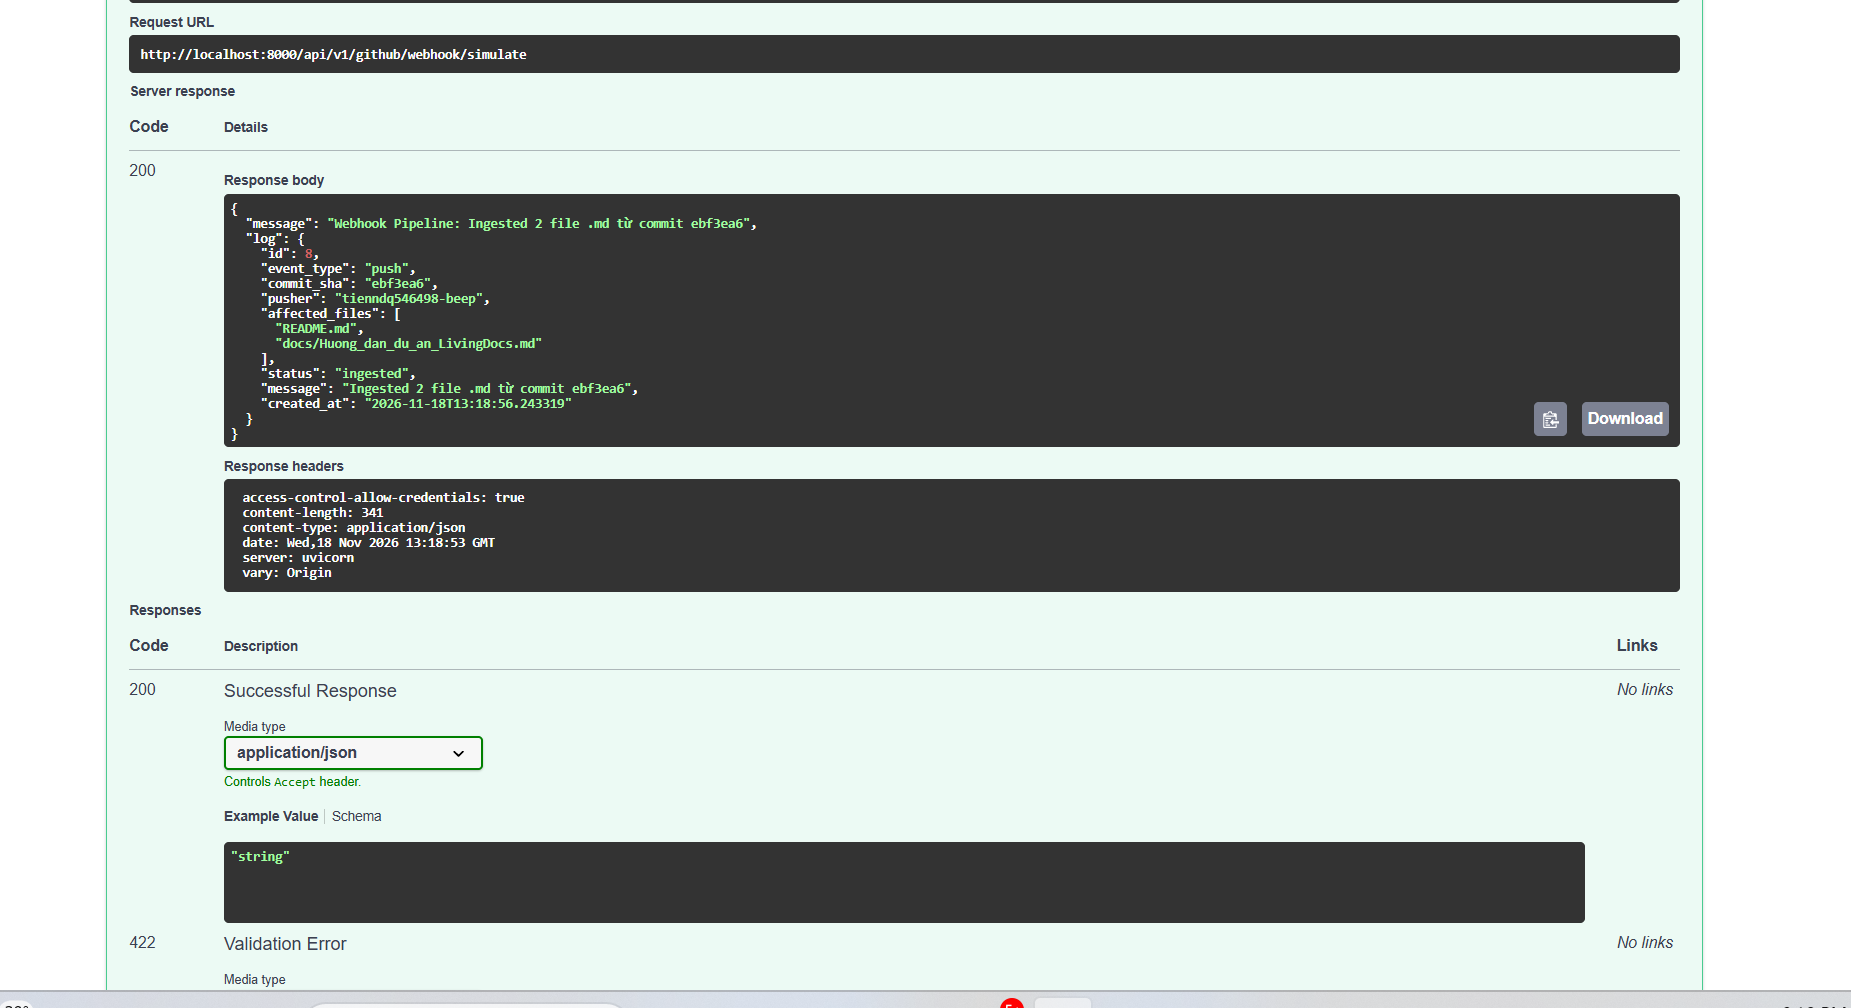 Request URL
http://localhost:8000/api/v1/github/webhook/simulate
Server response
Code Details
200
Response body
{
"message": "Webhook Pipeline: Ingested 2 file .md từ commit ebf3ea6",
"log": {
"id": 8,
"event_type": "push",
"commit_sha": "ebf3ea6",
"pusher": "tienndq546498-beep",
"affected_files": [
"README.md",
"docs/Huong_dan_du_an_LivingDocs.md"
],
"status": "ingested",
"message": "Ingested 2 file .md từ commit ebf3ea6",
"created_at": "2026-11-18T13:18:56.243319"
}
}
Download
Response headers
access-control-allow-credentials: true
content-length: 341
content-type: application/json
date: Wed,18 Nov 2026 13:18:53 GMT
server: uvicorn
vary: Origin
Responses
Code Description Links
200 Successful Response No links
Media type
application/json
Controls Accept header.
Example Value Schema
"string"
422 Validation Error No links
Media type